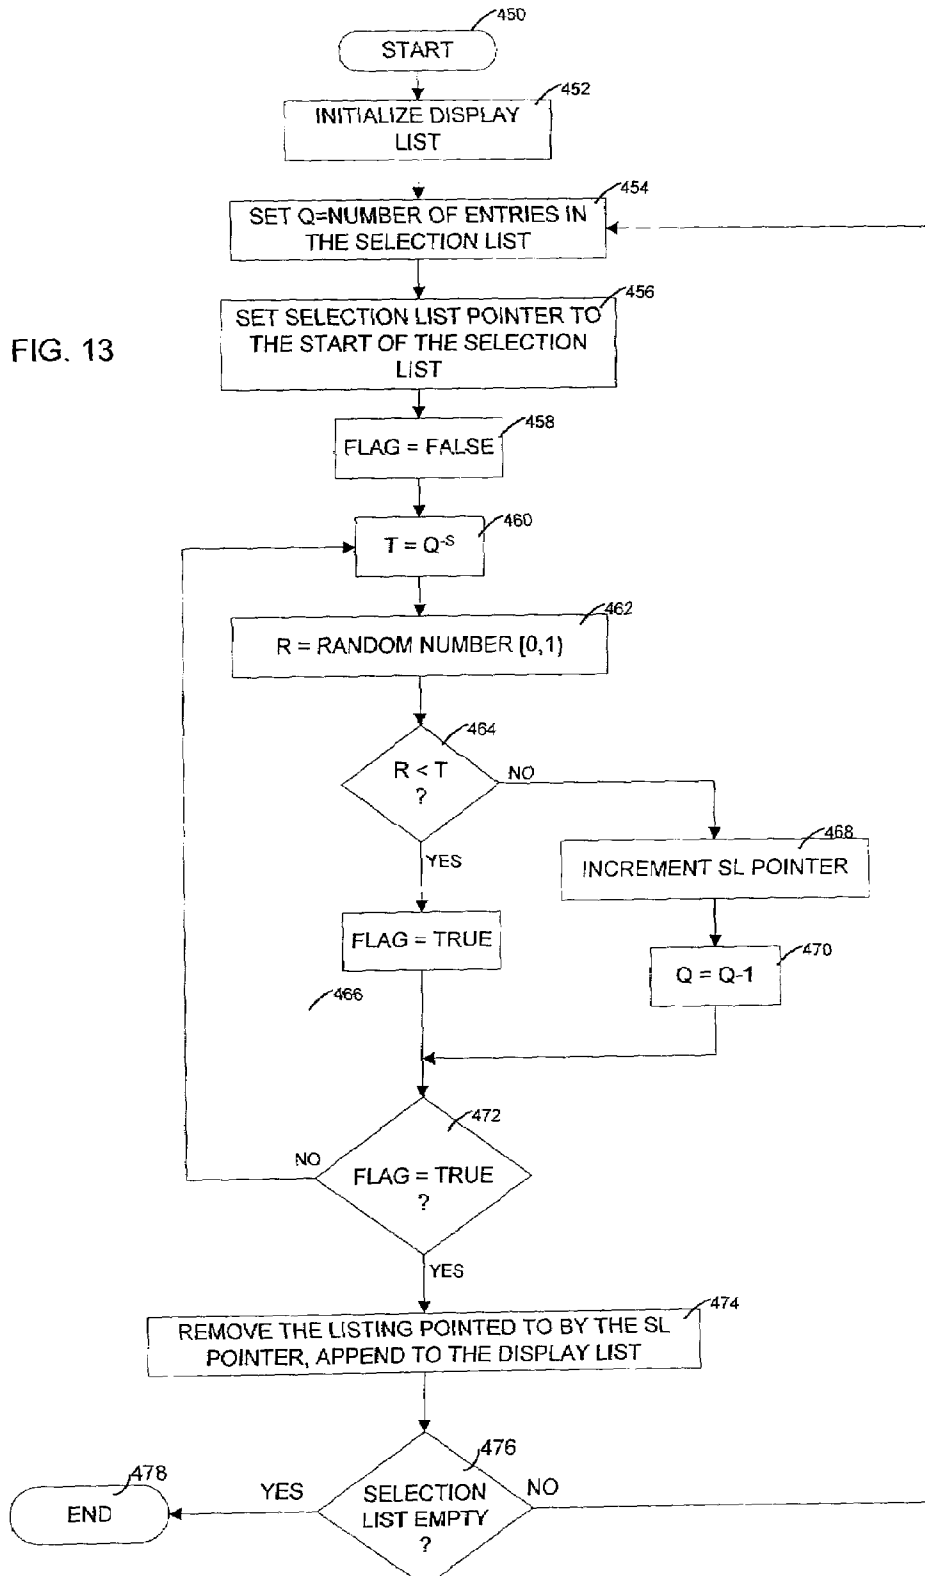 450
START
452
INITIALIZE DISPLAY
LIST
454
SET Q=NUMBER OF ENTRIES IN
THE SELECTION LIST
456
SET SELECTION LIST POINTER TO
THE START OF THE SELECTION
LIST
FIG. 13
458
FLAG = FALSE
460
T = Q^-S
462
R = RANDOM NUMBER [0,1)
464
R < T
?
NO
YES
468
INCREMENT SL POINTER
FLAG = TRUE
466
470
Q = Q-1
472
FLAG = TRUE
?
NO
YES
474
REMOVE THE LISTING POINTED TO BY THE SL
POINTER, APPEND TO THE DISPLAY LIST
476
SELECTION
LIST EMPTY
?
YES
NO
478
END